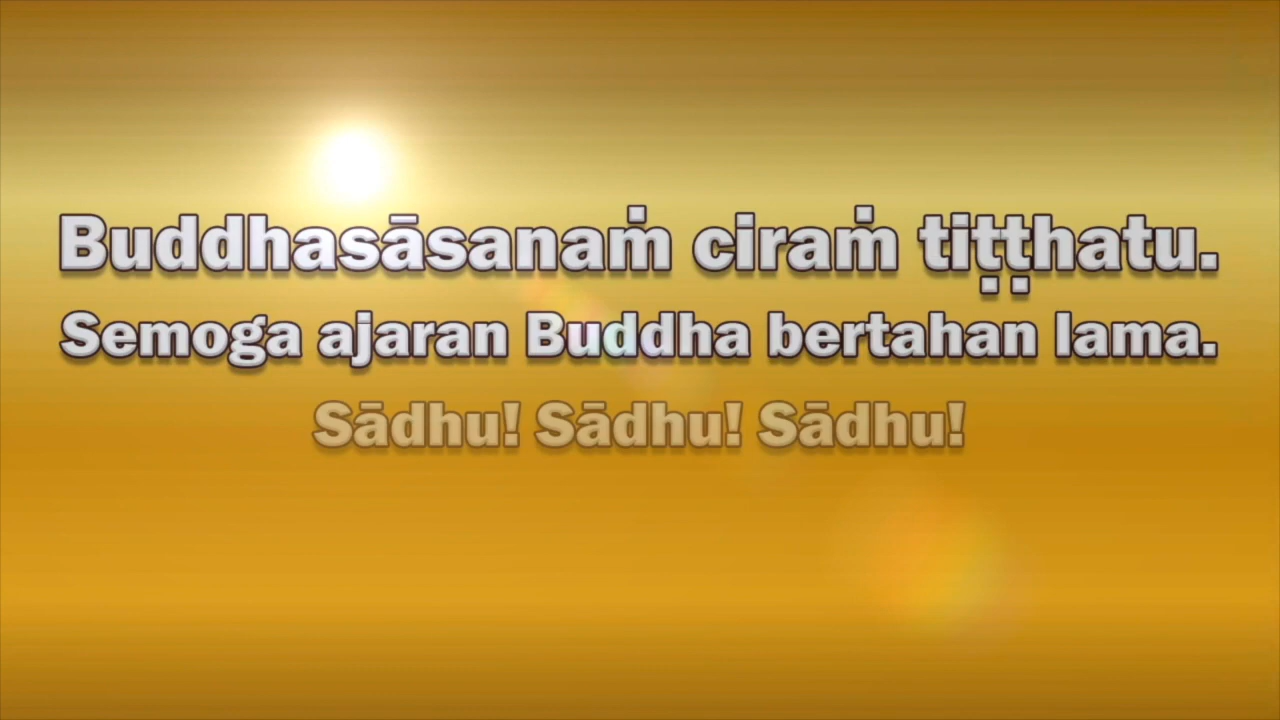 Buddhasāsanaṁ ciraṁ tiṭṭhatu.
Semoga ajaran Buddha bertahan lama.
Sādhu! Sādhu! Sādhu!